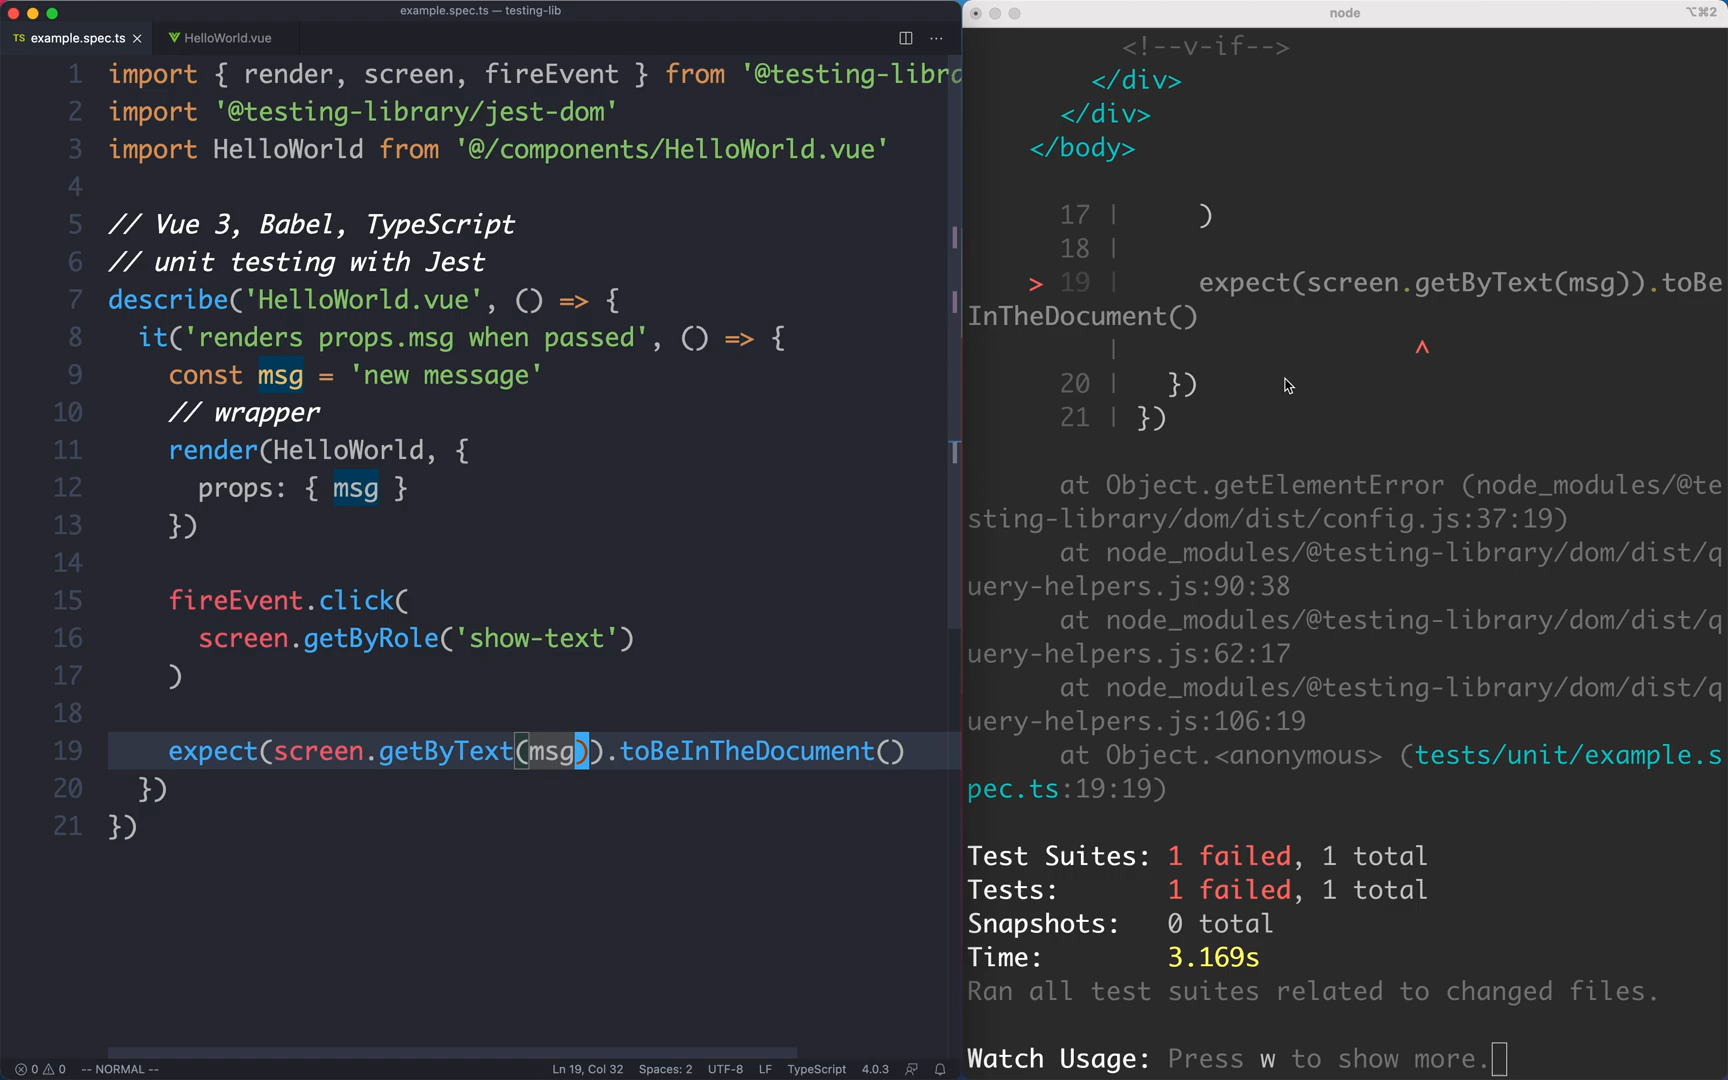 example.spec.ts — testing-lib
TS example.spec.ts ×
HelloWorld.vue
1 import { render, screen, fireEvent } from '@testing-libra
2 import '@testing-library/jest-dom'
3 import HelloWorld from '@/components/HelloWorld.vue'
4
5 // Vue 3, Babel, TypeScript
6 // unit testing with Jest
7 describe('HelloWorld.vue', () => {
8 it('renders props.msg when passed', () => {
9 const msg = 'new message'
10 // wrapper
11 render(HelloWorld, {
12 props: { msg }
13 })
14
15 fireEvent.click(
16 screen.getByRole('show-text')
17 )
18
19 expect(screen.getByText(msg)).toBeInTheDocument()
20 })
21 })
0 0 -- NORMAL --
Ln 19, Col 32 Spaces: 2 UTF-8 LF TypeScript 4.0.3
node
⌥⌘2
<!--v-if-->
</div>
</div>
</body>
17 | )
18 |
> 19 | expect(screen.getByText(msg)).toBe
InTheDocument()
| ^
20 | })
21 | })
at Object.getElementError (node_modules/@te
sting-library/dom/dist/config.js:37:19)
at node_modules/@testing-library/dom/dist/q
uery-helpers.js:90:38
at node_modules/@testing-library/dom/dist/q
uery-helpers.js:62:17
at node_modules/@testing-library/dom/dist/q
uery-helpers.js:106:19
at Object.<anonymous> (tests/unit/example.s
pec.ts:19:19)
Test Suites: 1 failed, 1 total
Tests: 1 failed, 1 total
Snapshots: 0 total
Time: 3.169s
Ran all test suites related to changed files.
Watch Usage: Press w to show more.